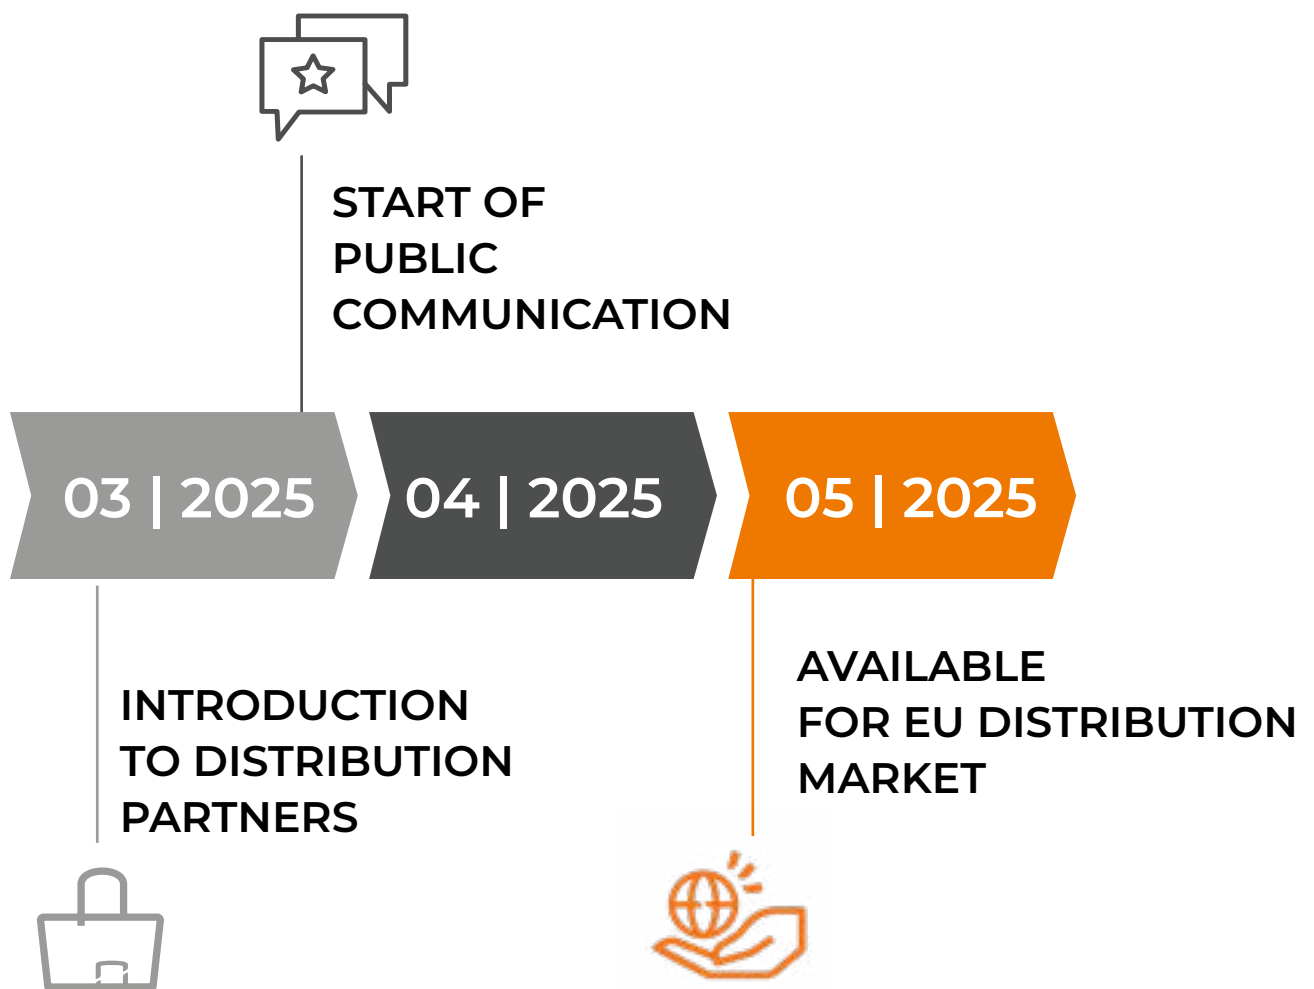 START OF
PUBLIC
COMMUNICATION
03 | 2025
04 | 2025
05 | 2025
INTRODUCTION
TO DISTRIBUTION
PARTNERS
AVAILABLE
FOR EU DISTRIBUTION
MARKET